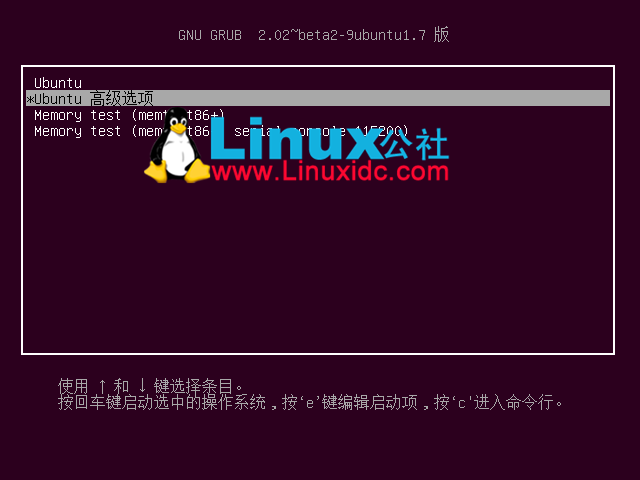 GNU GRUB 2.02~beta2-9ubuntu1.7 版
Ubuntu
*Ubuntu 高级选项
Memory test (memtest86+)
Memory test (memtest86+, serial console 115200)
Linux公社
www.Linuxidc.com
使用 ↑ 和 ↓ 键选择条目。
按回车键启动选中的操作系统，按‘e’键编辑启动项，按‘c'进入命令行。